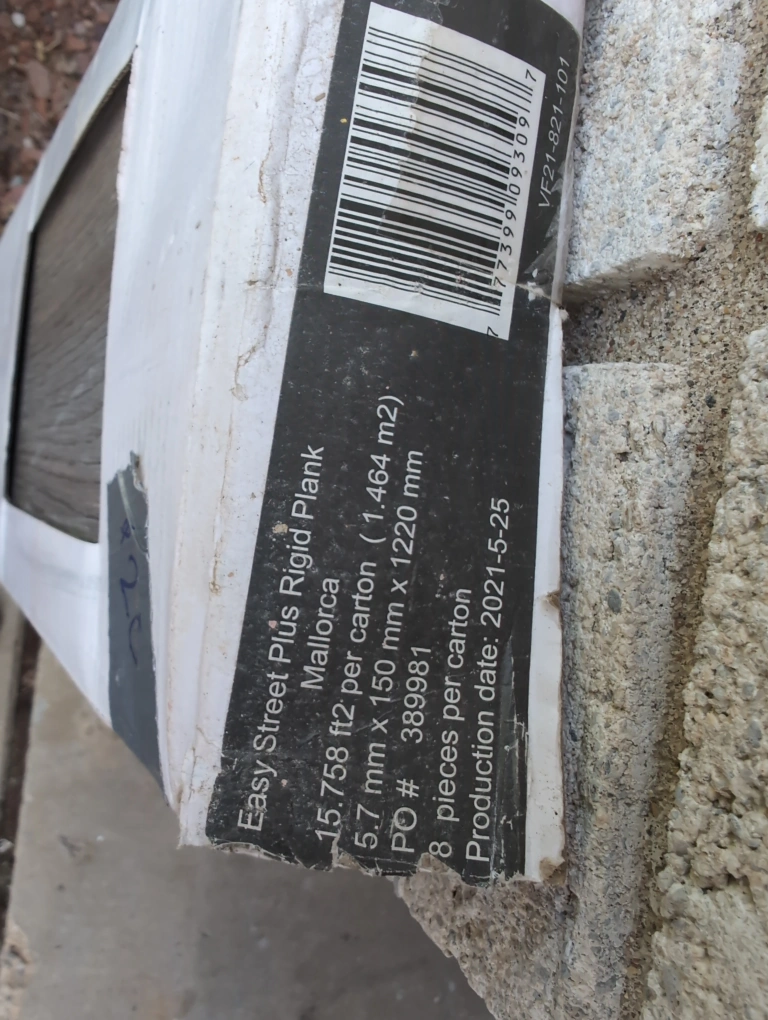 Easy Street Plus Rigid Plank
Mallorca
15.758 ft2 per carton ( 1.464 m2)
5.7 mm x 150 mm x 1220 mm
PO # 389981
8 pieces per carton
Production date: 2021-5-25
7 77399 09309 7
VF21-821-101